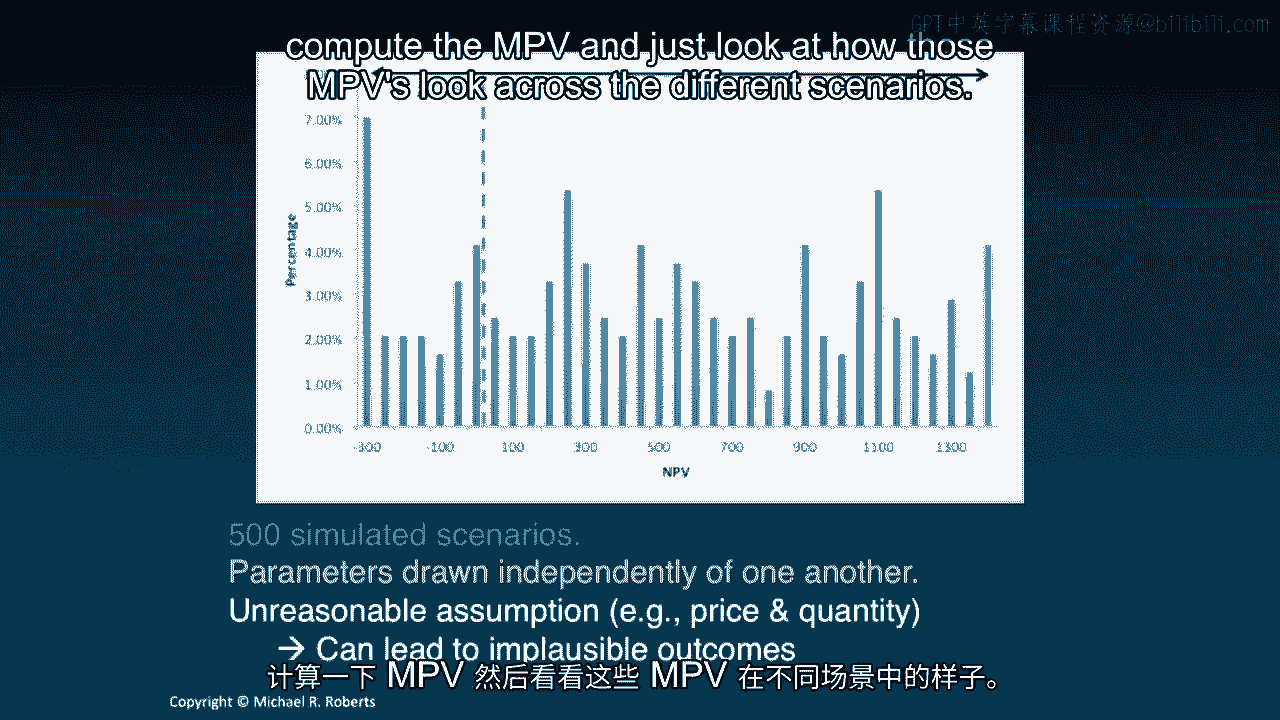 GPT中英字幕课程资源@bilibili.com
compute the MPV and just look at how those
MPV's look across the different scenarios.
7.00%
6.00%
5.00%
4.00%
3.00%
2.00%
1.00%
0.00%
Percentage
-300 -100 100 300 500 700 900 1100 1300
NPV
500 simulated scenarios.
Parameters drawn independently of one another.
Unreasonable assumption (e.g., price & quantity)
→ Can lead to implausible outcomes
计算一下 MPV 然后看看这些 MPV 在不同场景中的样子。
Copyright © Michael R. Roberts